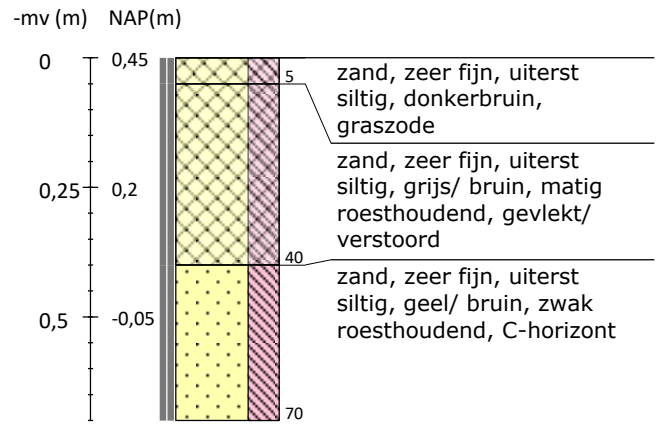 -mv (m) NAP(m)
0 0,45
5
zand, zeer fijn, uiterst
siltig, donkerbruin,
graszode
zand, zeer fijn, uiterst
siltig, grijs/ bruin, matig
roesthoudend, gevlekt/
verstoord
0,25 0,2
40
zand, zeer fijn, uiterst
siltig, geel/ bruin, zwak
roesthoudend, C-horizont
0,5 -0,05
70